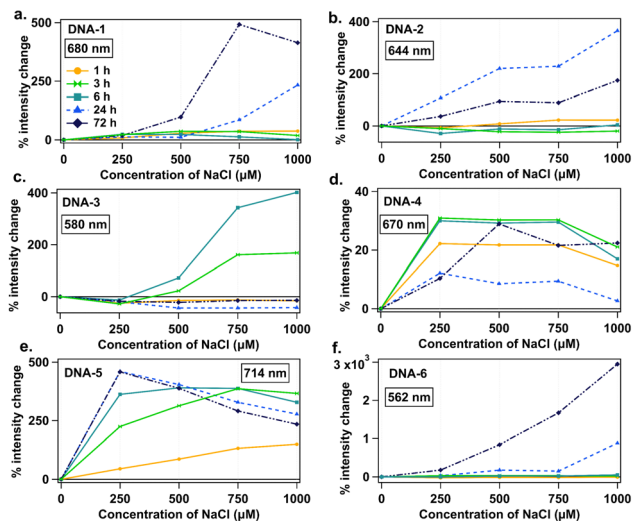 a.
DNA-1
680 nm
1 h
3 h
6 h
24 h
72 h
% intensity change
500
250
0
0 250 500 750 1000
Concentration of NaCl (µM)
b.
DNA-2
644 nm
% intensity change
400
200
0
0 250 500 750 1000
Concentration of NaCl (µM)
c.
DNA-3
580 nm
% intensity change
400
200
0
0 250 500 750 1000
Concentration of NaCl (µM)
d.
DNA-4
670 nm
% intensity change
40
20
0
0 250 500 750 1000
Concentration of NaCl (µM)
e.
DNA-5
714 nm
% intensity change
500
250
0
0 250 500 750 1000
Concentration of NaCl (µM)
f.
DNA-6
562 nm
% intensity change
3 x10³
2
1
0
0 250 500 750 1000
Concentration of NaCl (µM)